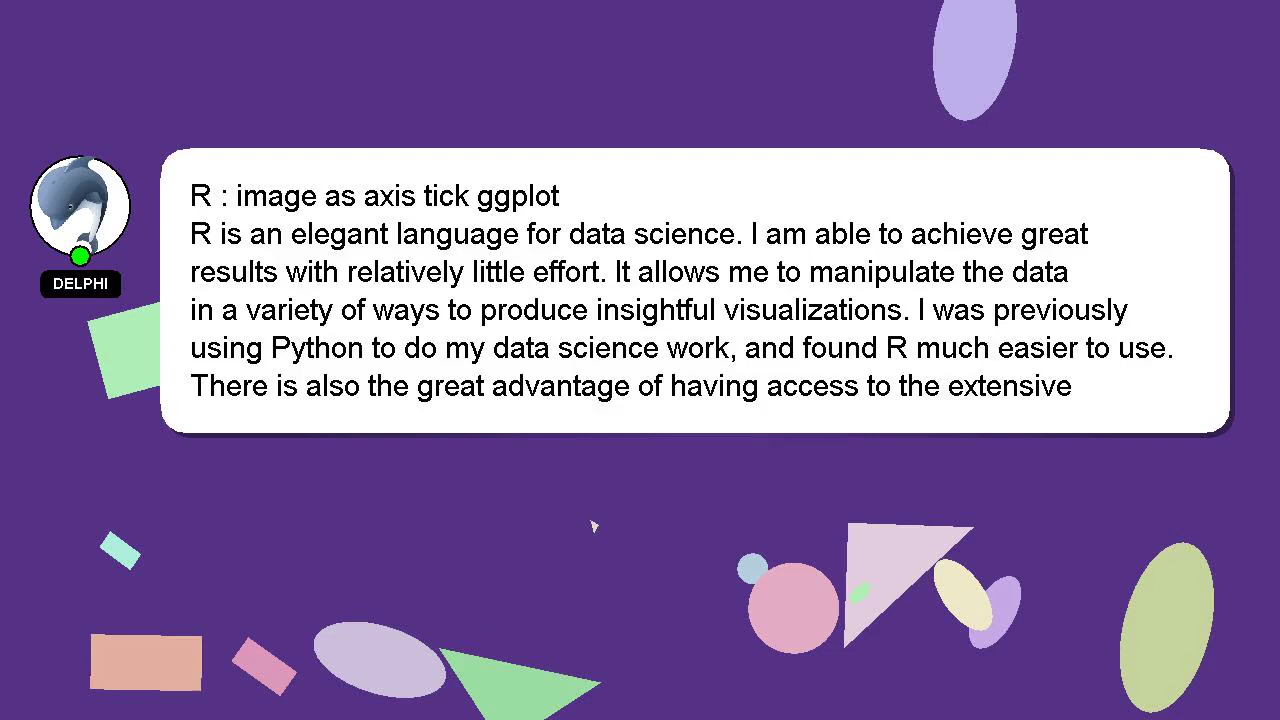 R : image as axis tick ggplot
R is an elegant language for data science. I am able to achieve great
results with relatively little effort. It allows me to manipulate the data
in a variety of ways to produce insightful visualizations. I was previously
using Python to do my data science work, and found R much easier to use.
There is also the great advantage of having access to the extensive
DELPHI